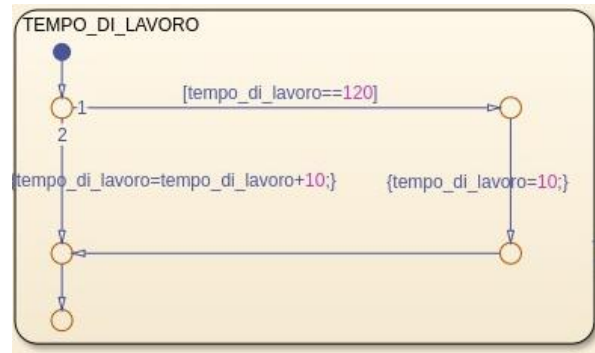 TEMPO_DI_LAVORO
1
[tempo_di_lavoro==120]
2
{tempo_di_lavoro=tempo_di_lavoro+10;}
{tempo_di_lavoro=10;}